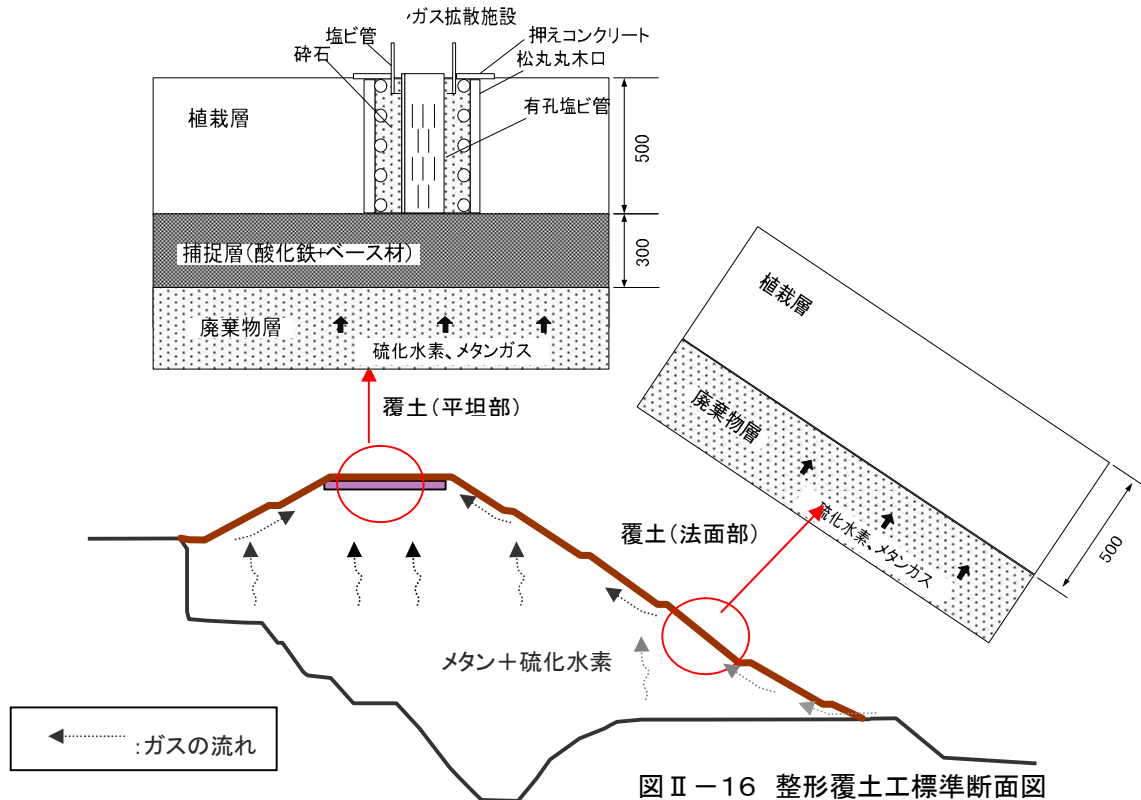 ガス拡散施設
塩ビ管
押えコンクリート
砕石
松丸丸木口
植栽層
有孔塩ビ管
500
捕捉層(酸化鉄+ベース材)
300
廃棄物層
硫化水素、メタンガス
覆土(平坦部)
植栽層
廃棄物層
硫化水素、メタンガス
500
覆土(法面部)
メタン+硫化水素
:ガスの流れ
図Ⅱ-16 整形覆土工標準断面図